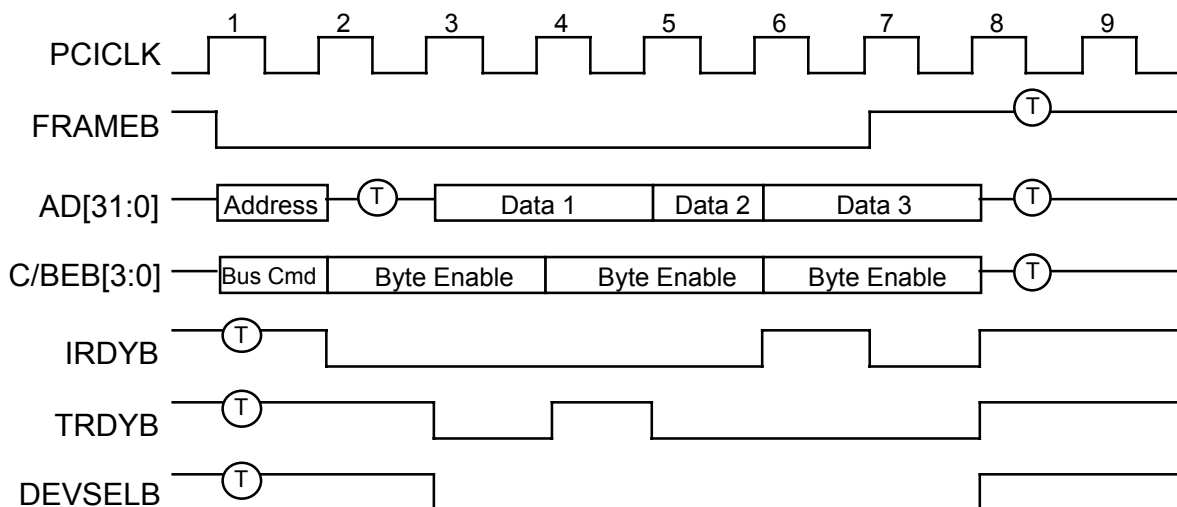 1 2 3 4 5 6 7 8 9
PCICLK
FRAMEB T
AD[31:0] Address T Data 1 Data 2 Data 3 T
C/BEB[3:0] Bus Cmd Byte Enable Byte Enable Byte Enable T
IRDYB T
TRDYB T
DEVSELB T